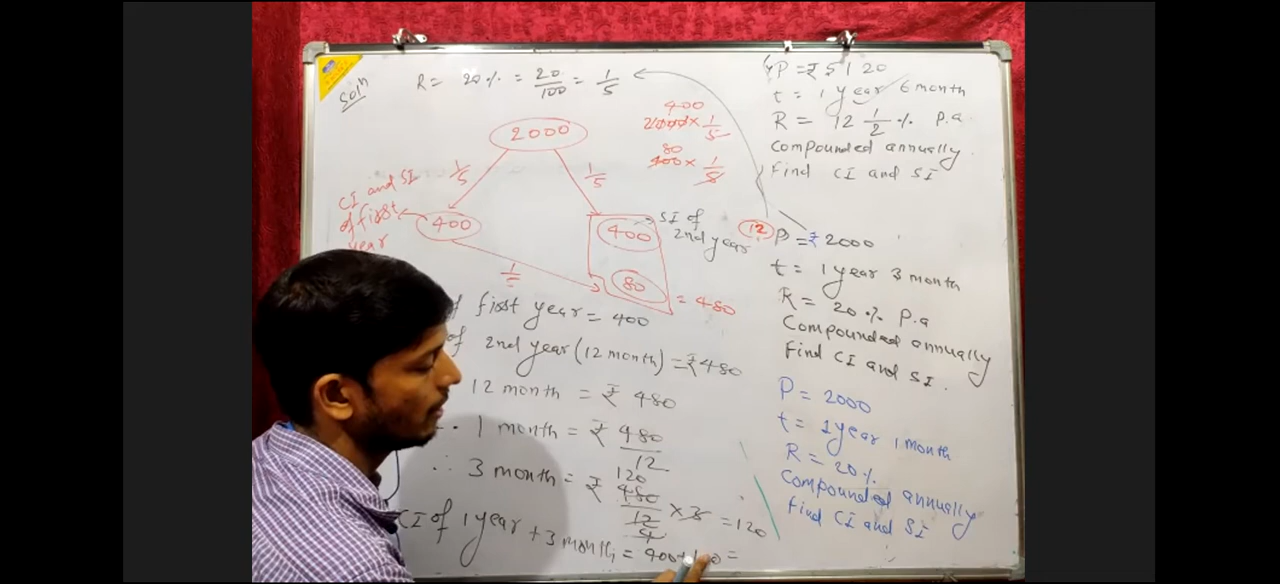 Solⁿ
R = 20 % = 20/100 = 1/5
2000
1/5
1/5
400
2000 × 1/5
80
400 × 1/5
CI and SI
of first
year
400
400
SI of
2nd year
1/5
80
= 480
first year = 400
of 2nd year (12 month) = ₹480
12 month = ₹ 480
1 month = ₹ 480/12
120
∴ 3 month = ₹ 480/12 × 3 = 120
4
CI of 1 year + 3 month =
P = ₹ 5120
t = 1 year 6 month
R = 12 1/2 % P.a
Compounded annually
Find CI and SI
12
P = ₹ 2000
t = 1 year 3 month
R = 20 % P.a
Compounded annually
Find CI and SI.
P = 2000
t = 1 year 1 month
R = 20 %
Compounded annually
Find CI and SI